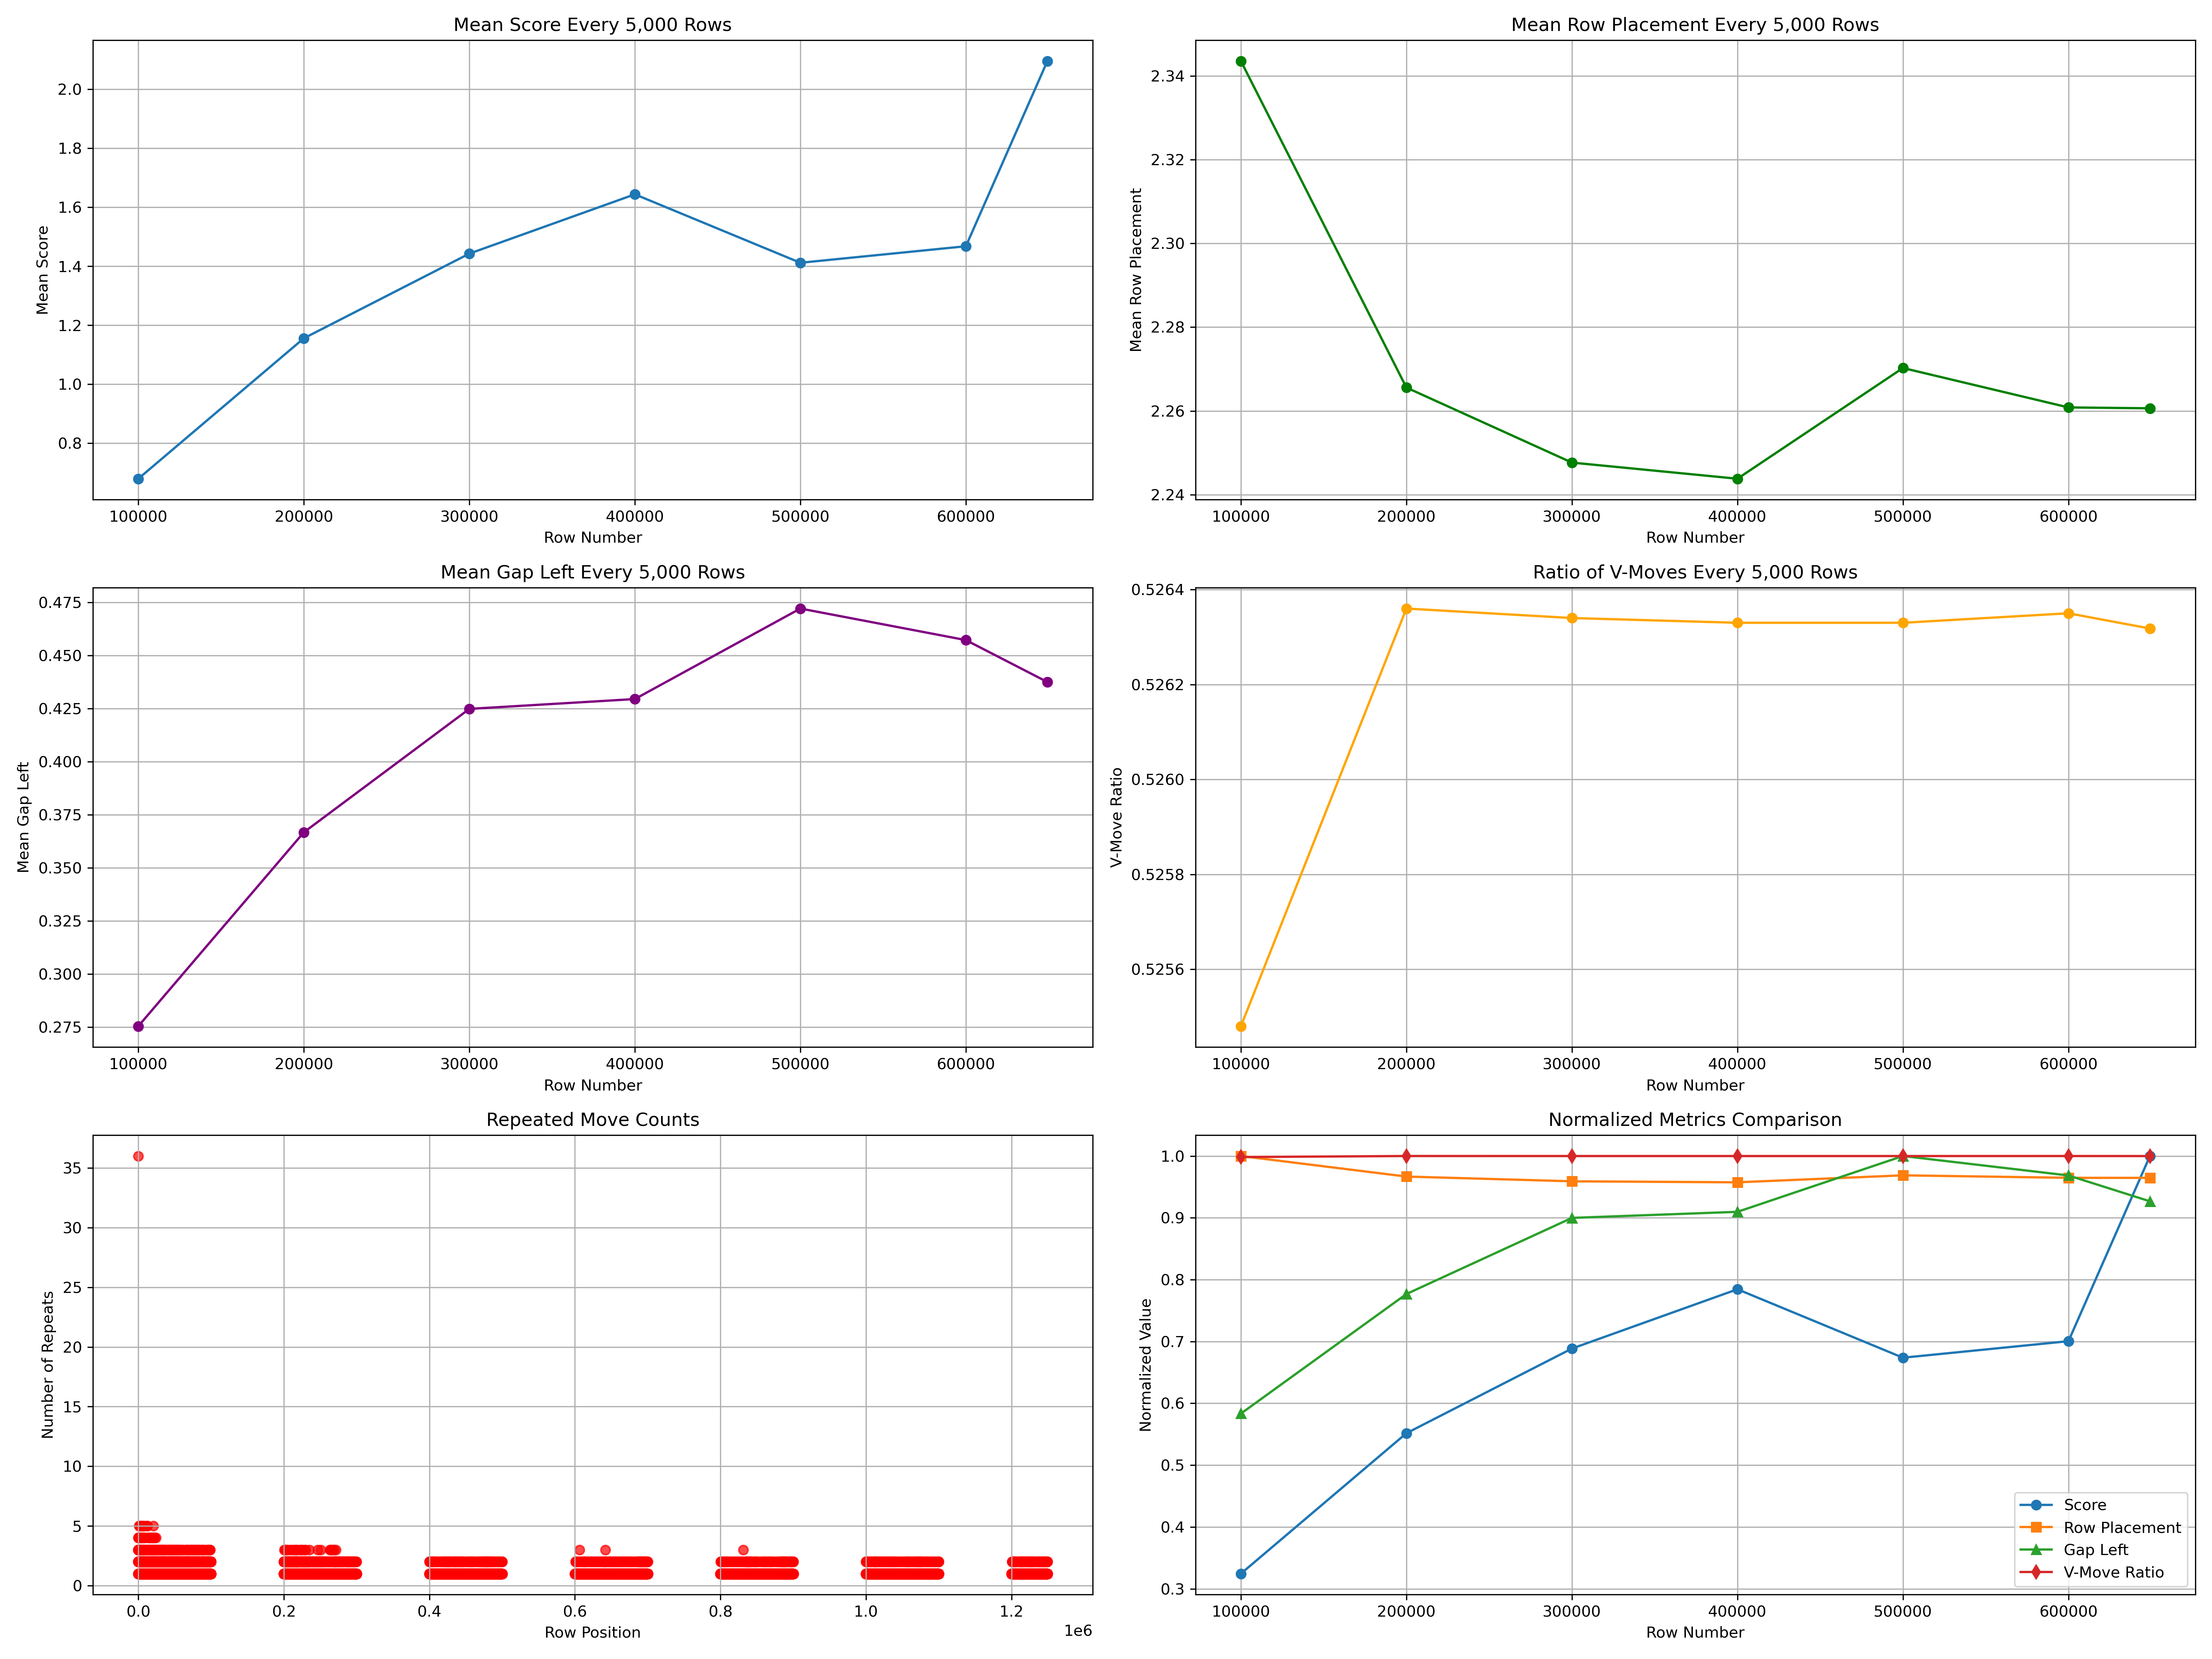 Mean Score Every 5,000 Rows
Mean Score
2.0
1.8
1.6
1.4
1.2
1.0
0.8
100000 200000 300000 400000 500000 600000
Row Number
Mean Row Placement Every 5,000 Rows
Mean Row Placement
2.34
2.32
2.30
2.28
2.26
2.24
100000 200000 300000 400000 500000 600000
Row Number
Mean Gap Left Every 5,000 Rows
Mean Gap Left
0.475
0.450
0.425
0.400
0.375
0.350
0.325
0.300
0.275
100000 200000 300000 400000 500000 600000
Row Number
Ratio of V-Moves Every 5,000 Rows
V-Move Ratio
0.5264
0.5262
0.5260
0.5258
0.5256
100000 200000 300000 400000 500000 600000
Row Number
Repeated Move Counts
Number of Repeats
35
30
25
20
15
10
5
0
0.0 0.2 0.4 0.6 0.8 1.0 1.2
1e6
Row Position
Normalized Metrics Comparison
Normalized Value
1.0
0.9
0.8
0.7
0.6
0.5
0.4
0.3
Score
Row Placement
Gap Left
V-Move Ratio
100000 200000 300000 400000 500000 600000
Row Number